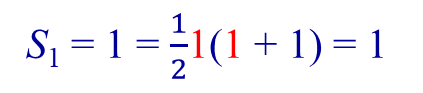 S₁ = 1 = ½1(1 + 1) = 1